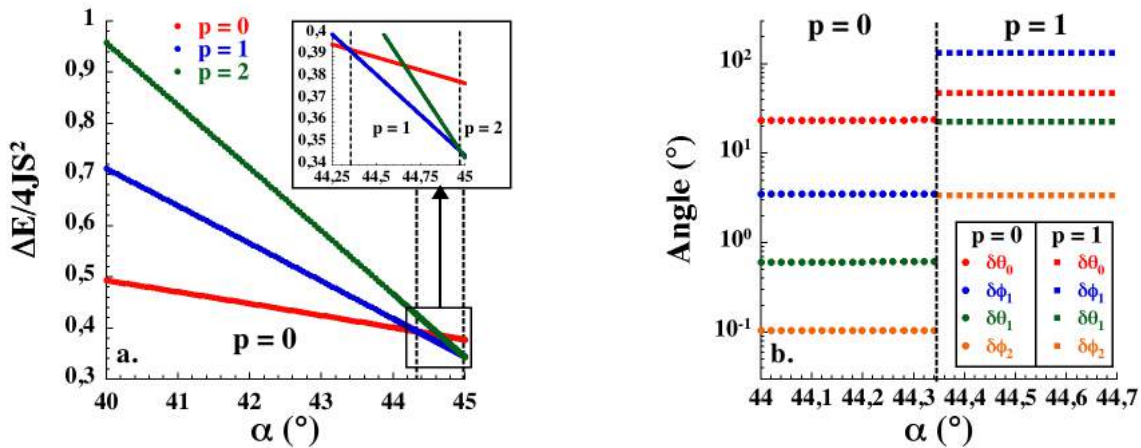 1
0,9
0,8
0,7
0,6
0,5
0,4
0,3
ΔE/4JS²
p = 0
p = 1
p = 2
0,4
0,39
0,38
0,37
0,36
0,35
0,34
p = 1
p = 2
44,25
44,5
44,75
45
p = 0
a.
40
41
42
43
44
45
α (°)
p = 0
p = 1
10²
10¹
10⁰
10⁻¹
Angle (°)
p = 0 p = 1
δθ₀ δθ₀
δϕ₁ δϕ₁
δθ₁ δθ₁
δϕ₂ δϕ₂
b.
44 44,1 44,2 44,3 44,4 44,5 44,6 44,7
α (°)